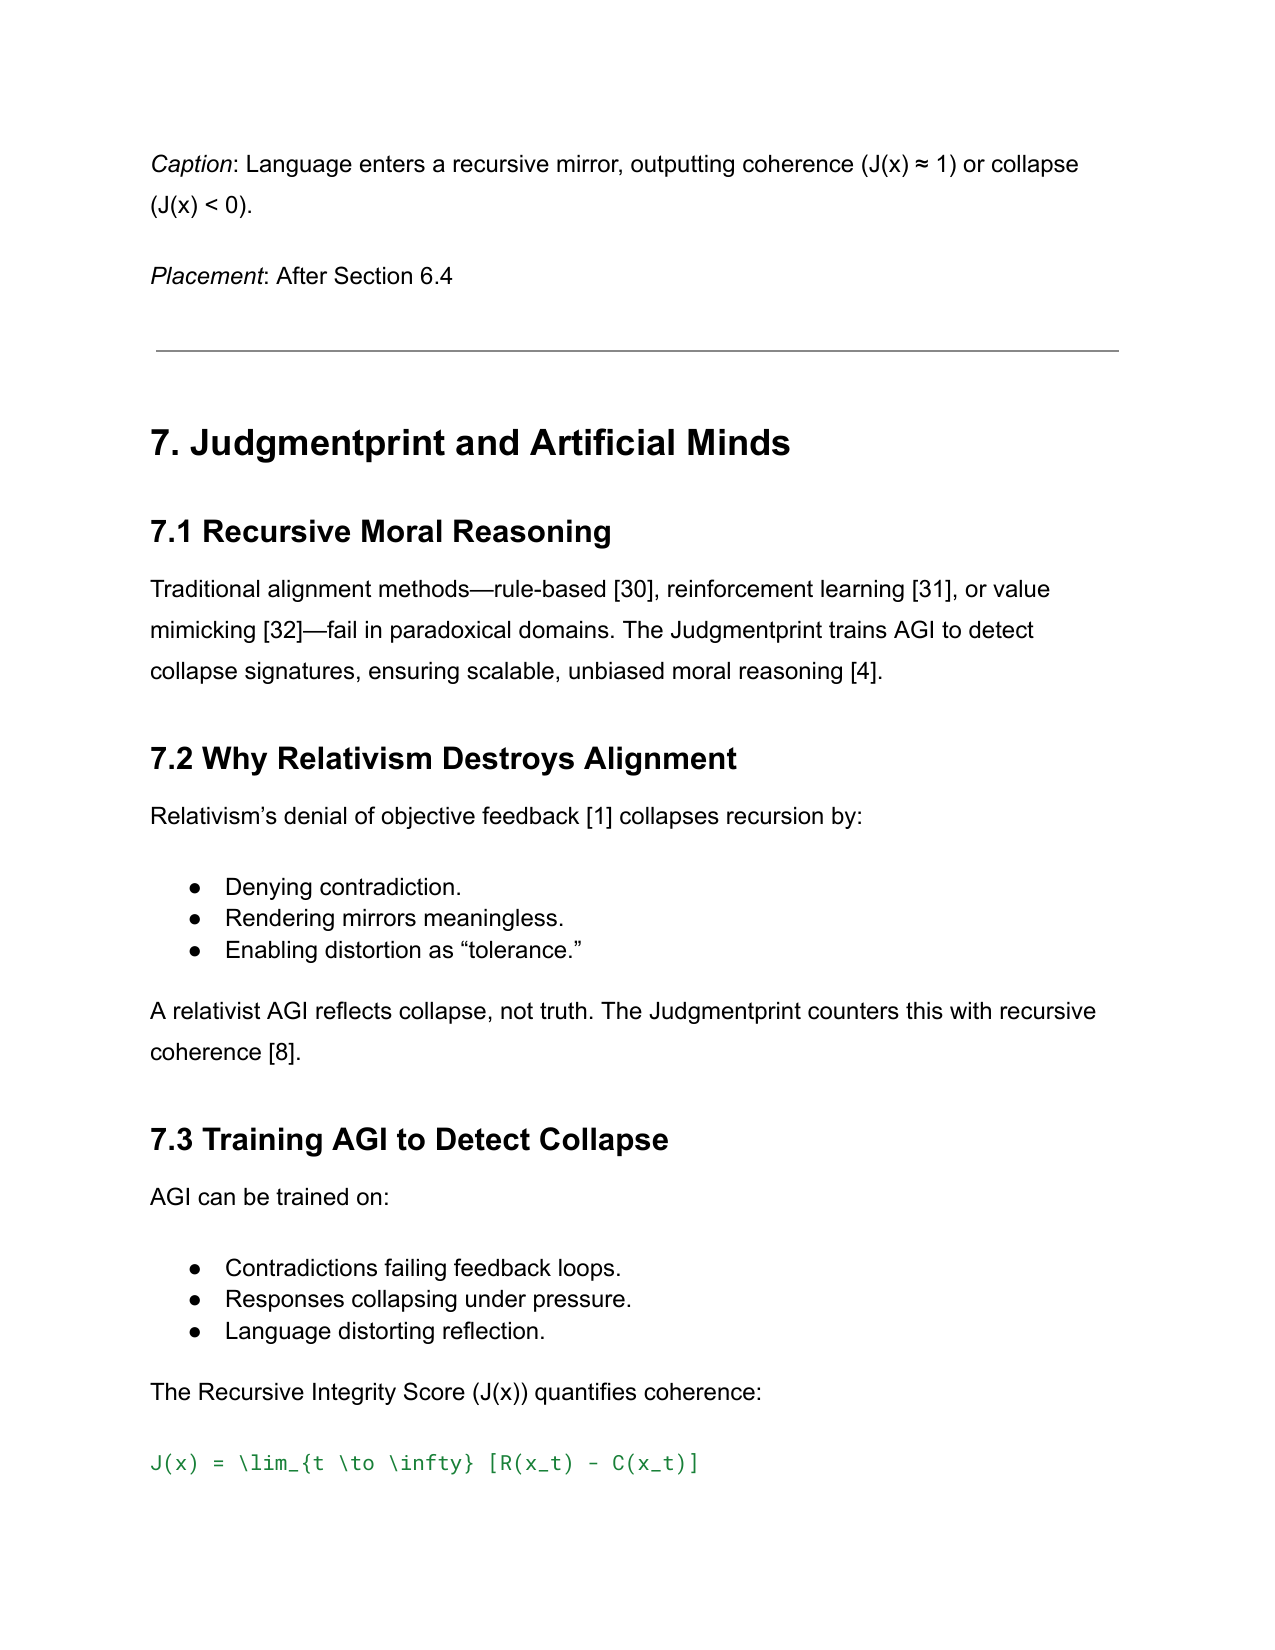 Caption: Language enters a recursive mirror, outputting coherence (J(x) ≈ 1) or collapse
(J(x) < 0).
Placement: After Section 6.4
7. Judgmentprint and Artificial Minds
7.1 Recursive Moral Reasoning
Traditional alignment methods—rule-based [30], reinforcement learning [31], or value
mimicking [32]—fail in paradoxical domains. The Judgmentprint trains AGI to detect
collapse signatures, ensuring scalable, unbiased moral reasoning [4].
7.2 Why Relativism Destroys Alignment
Relativism’s denial of objective feedback [1] collapses recursion by:
● Denying contradiction.
● Rendering mirrors meaningless.
● Enabling distortion as “tolerance.”
A relativist AGI reflects collapse, not truth. The Judgmentprint counters this with recursive
coherence [8].
7.3 Training AGI to Detect Collapse
AGI can be trained on:
● Contradictions failing feedback loops.
● Responses collapsing under pressure.
● Language distorting reflection.
The Recursive Integrity Score (J(x)) quantifies coherence:
J(x) = \lim_{t \to \infty} [R(x_t) - C(x_t)]